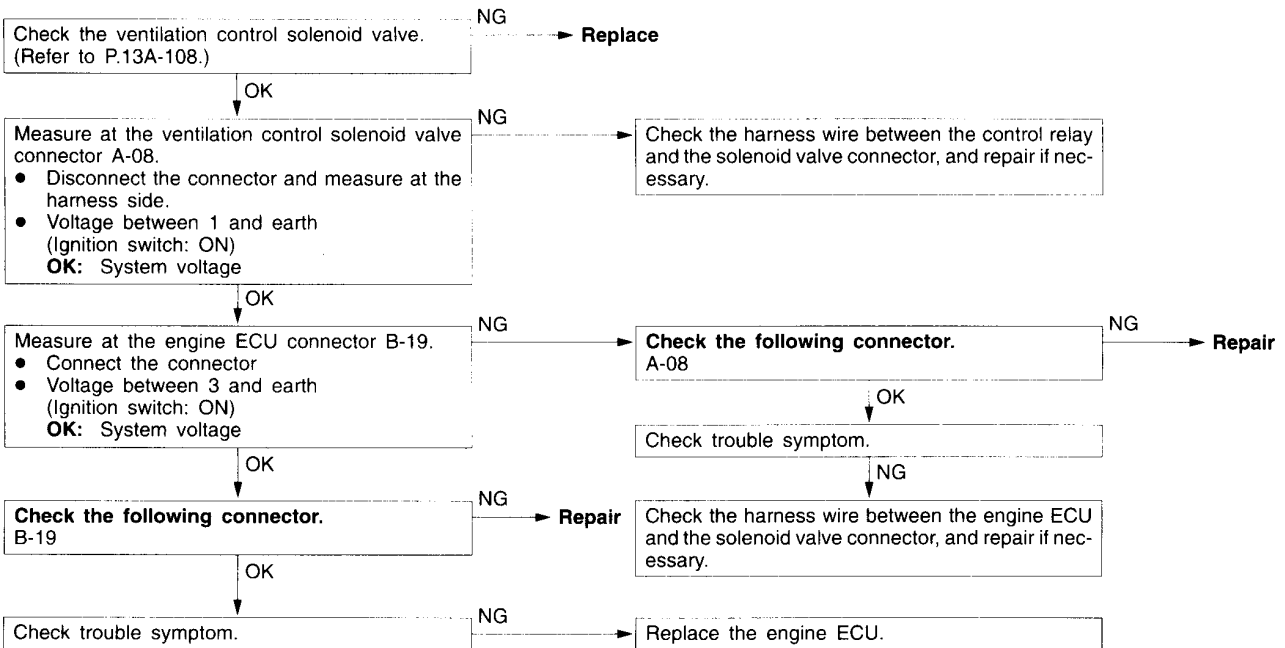 Check the ventilation control solenoid valve.
(Refer to P.13A-108.)
NG
Replace
OK
Measure at the ventilation control solenoid valve
connector A-08.
● Disconnect the connector and measure at the
harness side.
● Voltage between 1 and earth
(Ignition switch: ON)
OK: System voltage
NG
Check the harness wire between the control relay
and the solenoid valve connector, and repair if nec-
essary.
OK
Measure at the engine ECU connector B-19.
● Connect the connector
● Voltage between 3 and earth
(Ignition switch: ON)
OK: System voltage
NG
Check the following connector.
A-08
NG
Repair
OK
Check trouble symptom.
NG
Check the harness wire between the engine ECU
and the solenoid valve connector, and repair if nec-
essary.
OK
Check the following connector.
B-19
NG
Repair
OK
Check trouble symptom.
NG
Replace the engine ECU.